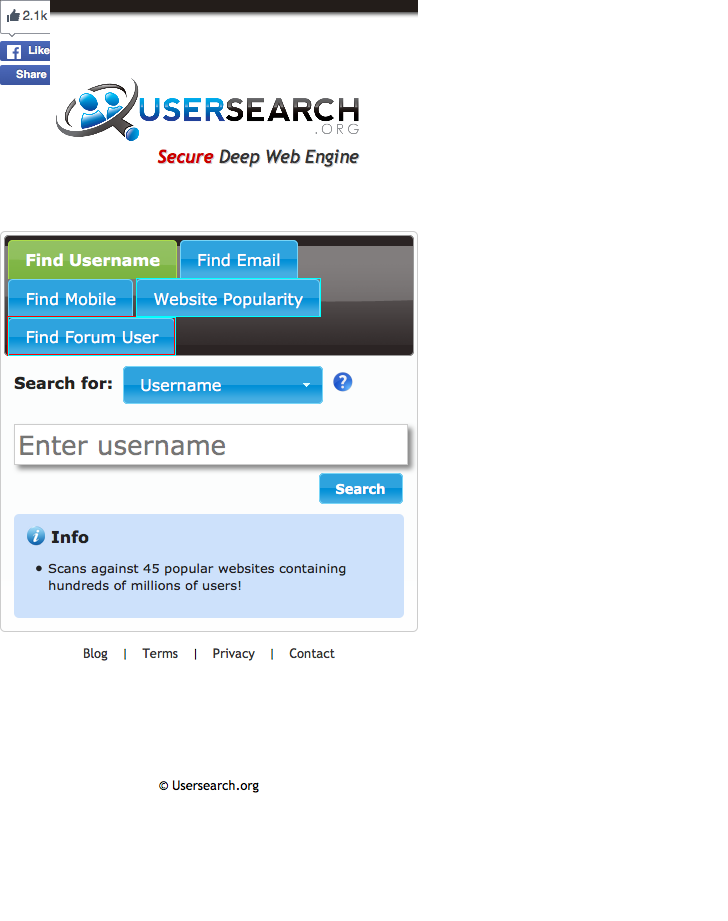 2.1k
Like
Share
USERSEARCH
.ORG
Secure Deep Web Engine
Find Username
Find Email
Find Mobile
Website Popularity
Find Forum User
Search for:
Username
?
Enter username
Search
i Info
• Scans against 45 popular websites containing
hundreds of millions of users!
Blog | Terms | Privacy | Contact
© Usersearch.org